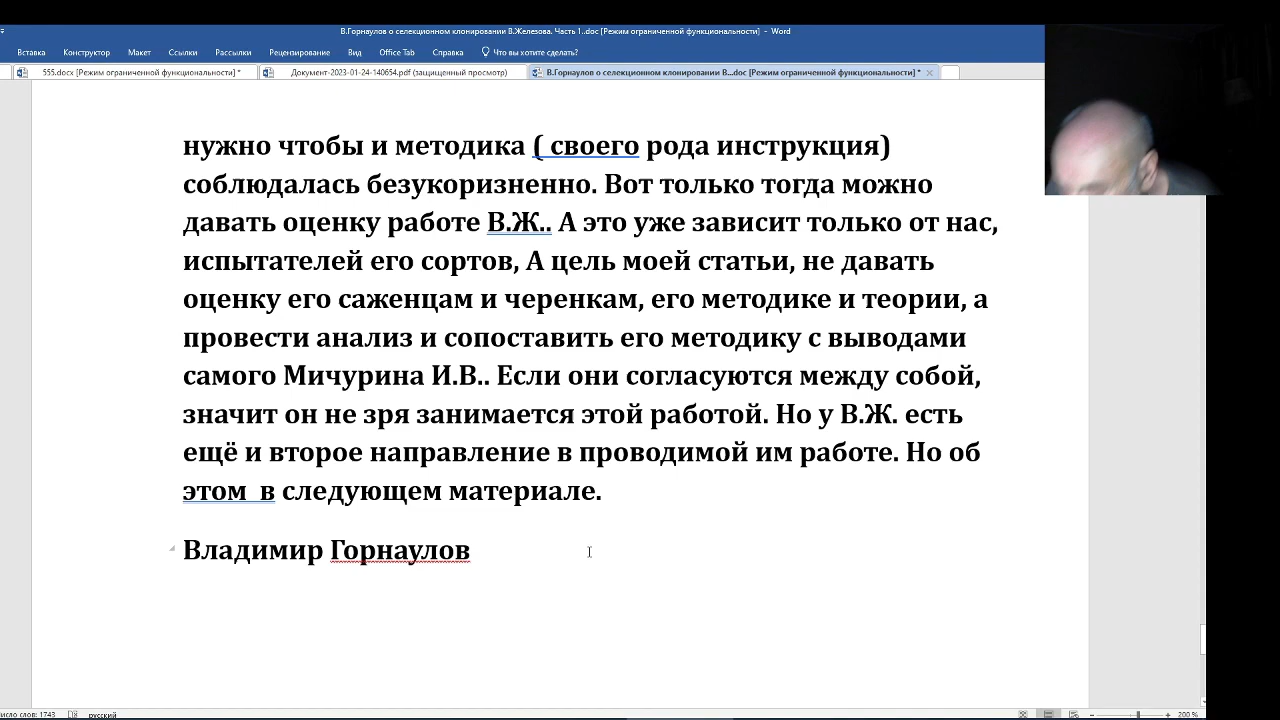 В.Горнаулов о селекционном клонировании В.Железова. Часть 1..doc [Режим ограниченной функциональности] - Word
Вставка Конструктор Макет Ссылки Рассылки Рецензирование Вид Office Tab Справка Что вы хотите сделать?
555.docx [Режим ограниченной функциональности] * Документ-2023-01-24-140654.pdf (защищенный просмотр) В.Горнаулов о селекционном клонировании В...doc [Режим ограниченной функциональности] *
нужно чтобы и методика ( своего рода инструкция)
соблюдалась безукоризненно. Вот только тогда можно
давать оценку работе В.Ж.. А это уже зависит только от нас,
испытателей его сортов, А цель моей статьи, не давать
оценку его саженцам и черенкам, его методике и теории, а
провести анализ и сопоставить его методику с выводами
самого Мичурина И.В.. Если они согласуются между собой,
значит он не зря занимается этой работой. Но у В.Ж. есть
ещё и второе направление в проводимой им работе. Но об
этом  в следующем материале.
Владимир Горнаулов
исло слов: 1743 русский 200 %